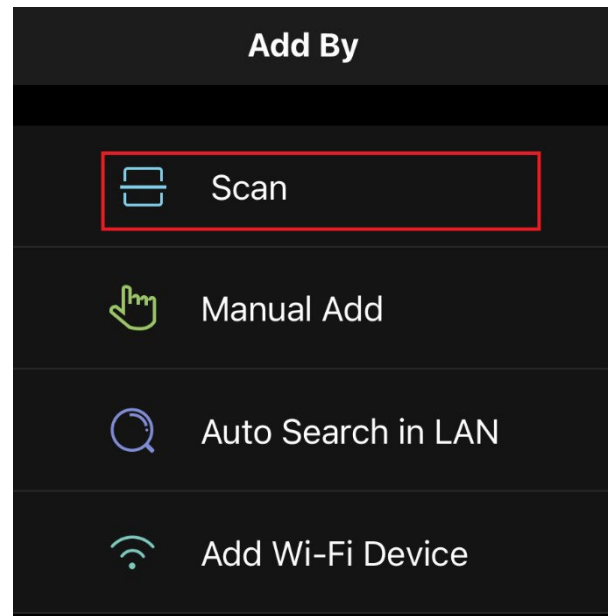 Add By
Scan
Manual Add
Auto Search in LAN
Add Wi-Fi Device